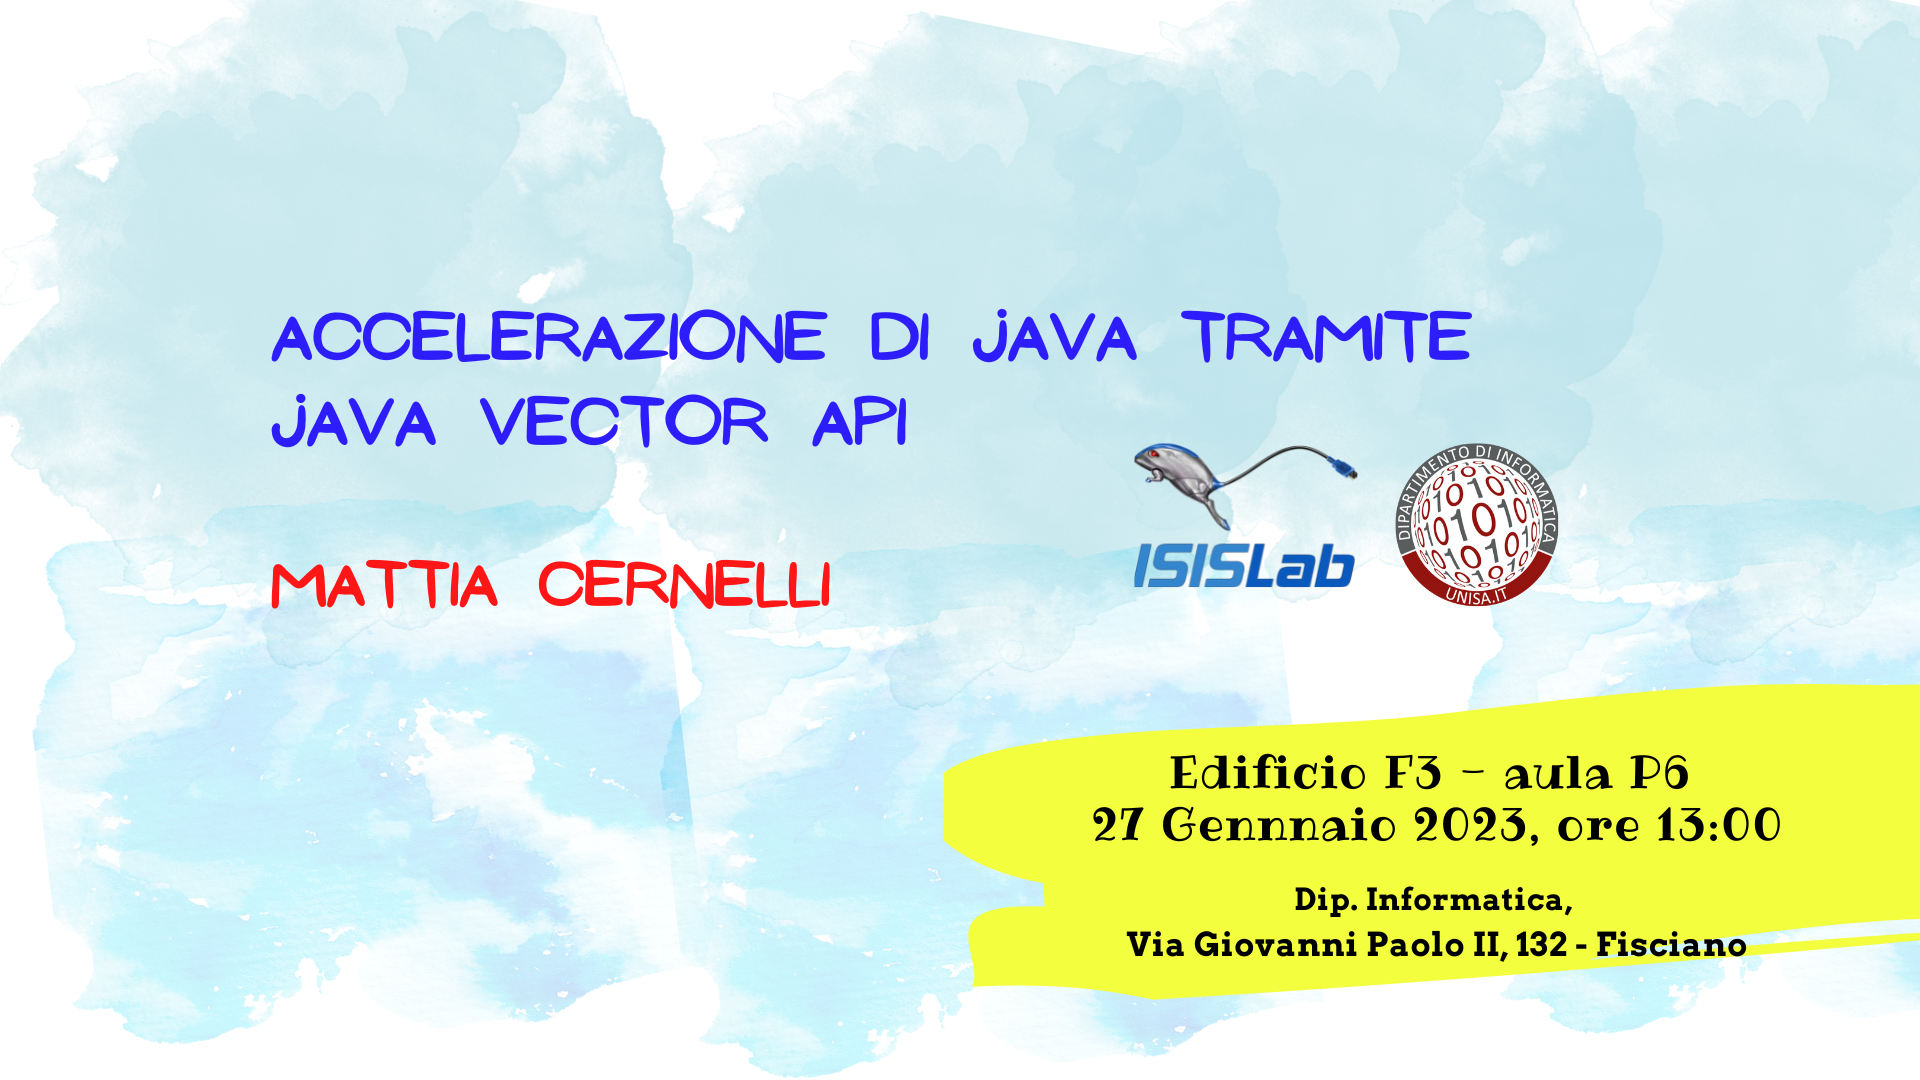 ACCELERAZIONE DI JAVA TRAMITE
JAVA VECTOR API
MATTIA CERNELLI
ISISLab
DIPARTIMENTO DI INFORMATICA
UNISA.IT
Edificio F3 - aula P6
27 Gennnaio 2023, ore 13:00
Dip. Informatica,
Via Giovanni Paolo II, 132 - Fisciano